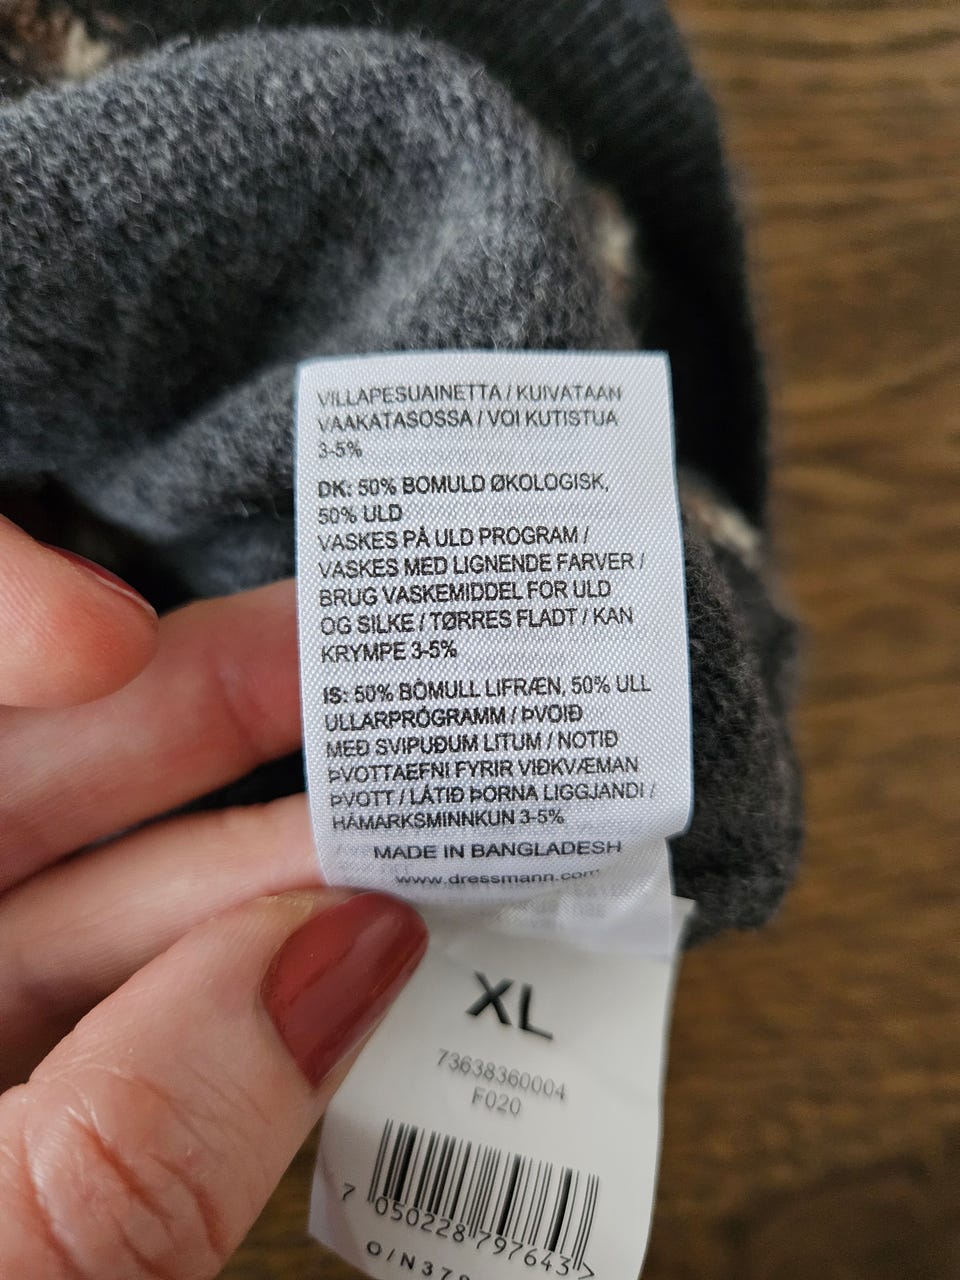 VILLAPESUAINETTA / KUIVATAAN
VAAKATASOSSA / VOI KUTISTUA
3-5%
DK: 50% BOMULD ØKOLOGISK,
50% ULD
VASKES PÅ ULD PROGRAM /
VASKES MED LIGNENDE FARVER /
BRUG VASKEMIDDEL FOR ULD
OG SILKE / TØRRES FLADT / KAN
KRYMPE 3-5%
IS: 50% BÓMULL LIFRÆN, 50% ULL
ULLARPRÓGRAMM / ÞVOIÐ
MEÐ SVIPUÐUM LITUM / NOTIÐ
ÞVOTTAEFNI FYRIR VIÐKVÆMAN
ÞVOTT / LÁTIÐ ÞORNA LIGGJANDI /
HÁMARKSMINNKUN 3-5%
MADE IN BANGLADESH
www.dressmann.com
XL
73638360004
F020
7 050228 797643